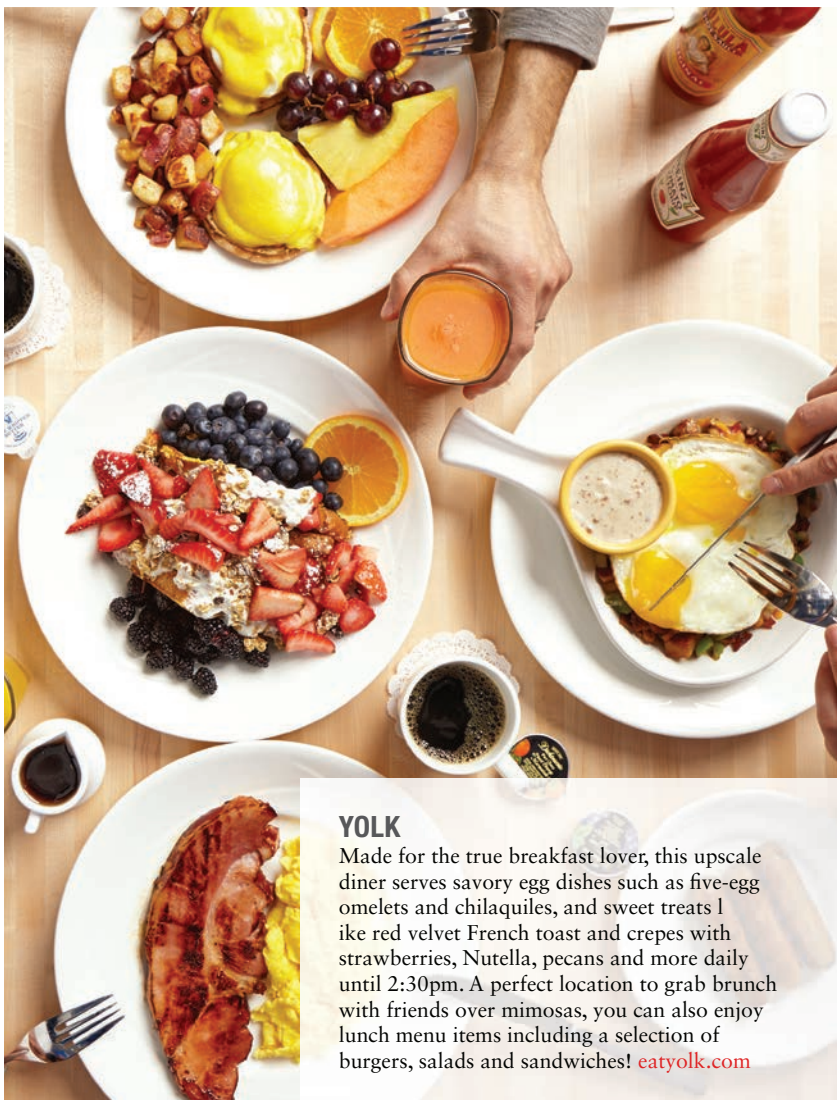 CHOLULA
HEINZ
TOMATO
YOLK
Made for the true breakfast lover, this upscale
diner serves savory egg dishes such as five-egg
omelets and chilaquiles, and sweet treats l
ike red velvet French toast and crepes with
strawberries, Nutella, pecans and more daily
until 2:30pm. A perfect location to grab brunch
with friends over mimosas, you can also enjoy
lunch menu items including a selection of
burgers, salads and sandwiches! eatyolk.com